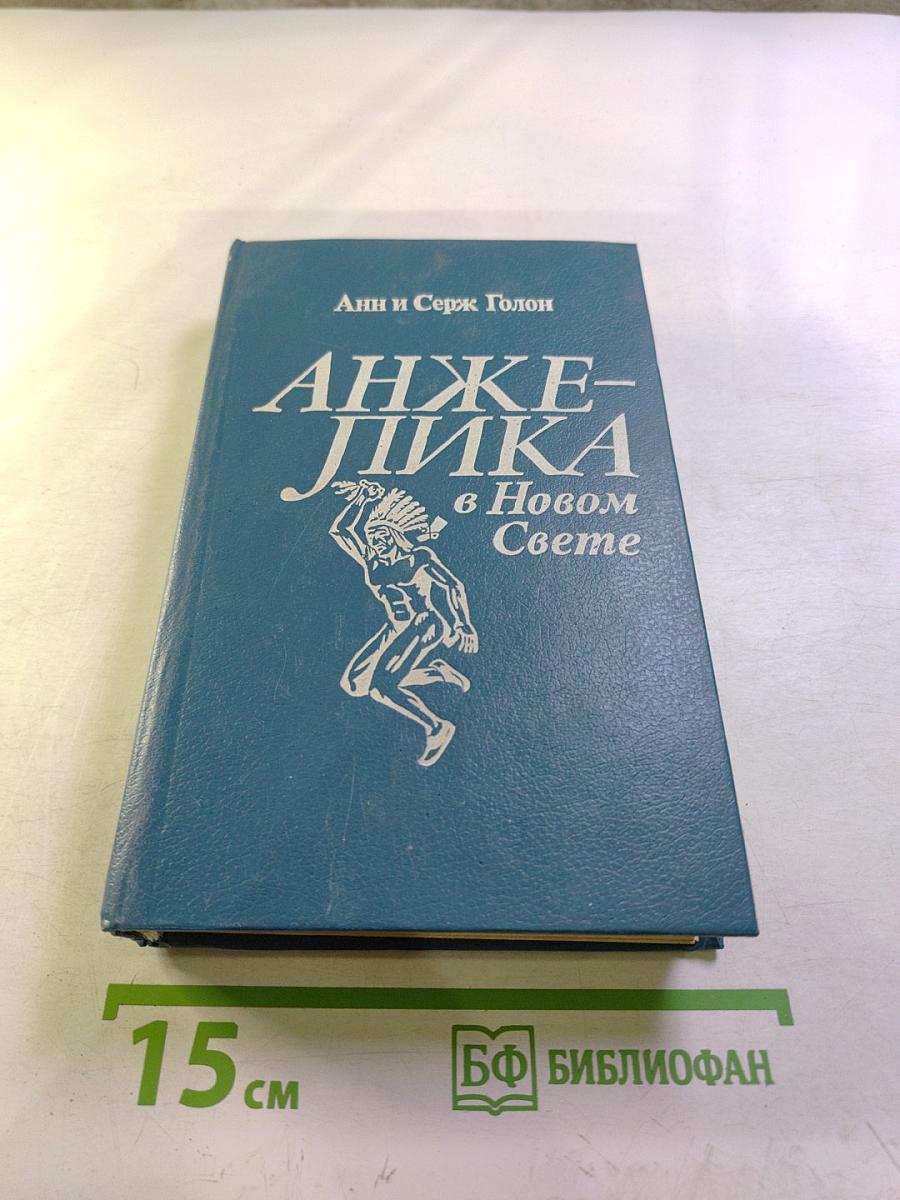 Анн и Серж Голон
АНЖЕ-
ЛИКА
в Новом
Свете
15 см
БФ БИБЛИОФАН